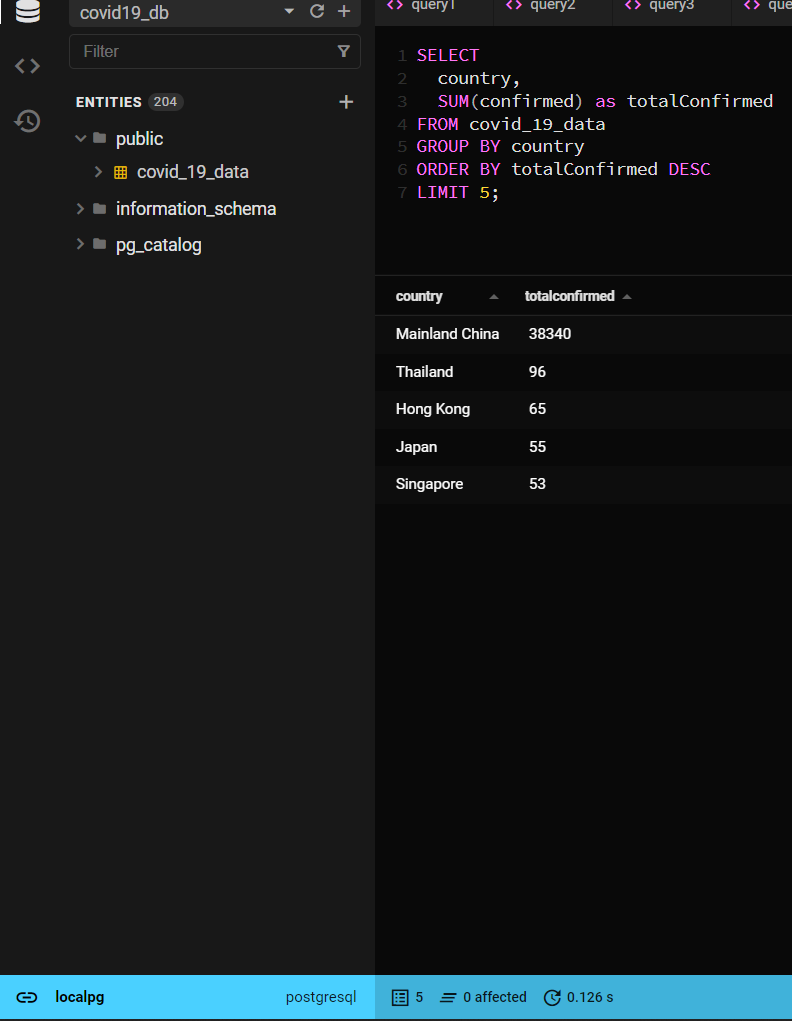 covid19_db
Filter
ENTITIES 204
public
covid_19_data
information_schema
pg_catalog
query1 query2 query3 que
1 SELECT
2 country,
3 SUM(confirmed) as totalConfirmed
4 FROM covid_19_data
5 GROUP BY country
6 ORDER BY totalConfirmed DESC
7 LIMIT 5;
country totalconfirmed
Mainland China 38340
Thailand 96
Hong Kong 65
Japan 55
Singapore 53
localpg postgresql 5 0 affected 0.126 s